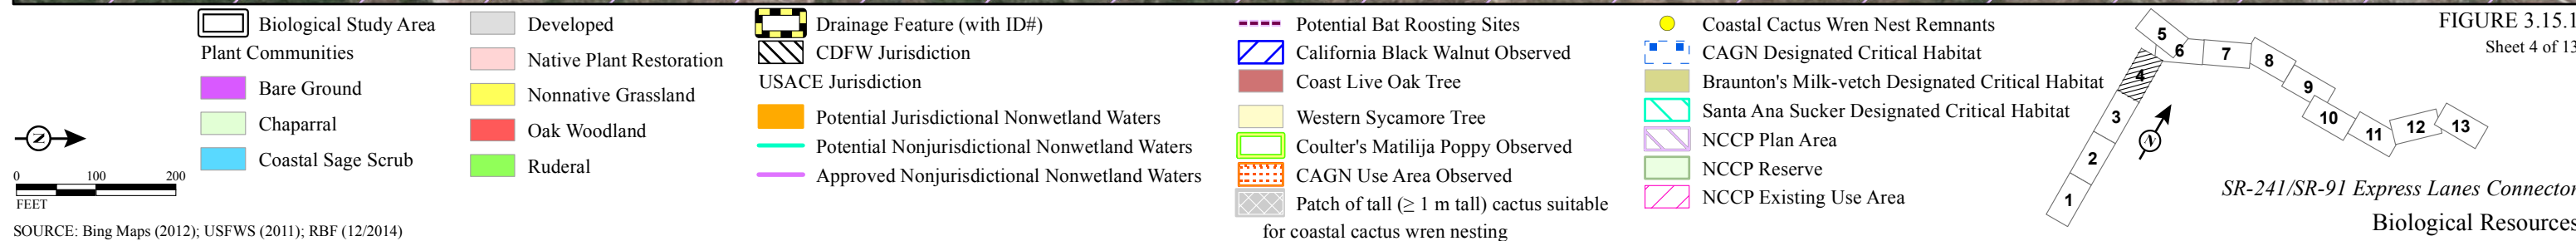 Biological Study Area
Plant Communities
Bare Ground
Chaparral
Coastal Sage Scrub
Developed
Native Plant Restoration
Nonnative Grassland
Oak Woodland
Ruderal
Drainage Feature (with ID#)
CDFW Jurisdiction
USACE Jurisdiction
Potential Jurisdictional Nonwetland Waters
Potential Nonjurisdictional Nonwetland Waters
Approved Nonjurisdictional Nonwetland Waters
Potential Bat Roosting Sites
California Black Walnut Observed
Coast Live Oak Tree
Western Sycamore Tree
Coulter's Matilija Poppy Observed
CAGN Use Area Observed
Patch of tall (≥ 1 m tall) cactus suitable
for coastal cactus wren nesting
Coastal Cactus Wren Nest Remnants
CAGN Designated Critical Habitat
Braunton's Milk-vetch Designated Critical Habitat
Santa Ana Sucker Designated Critical Habitat
NCCP Plan Area
NCCP Reserve
NCCP Existing Use Area
N
0 100 200
FEET
SOURCE: Bing Maps (2012); USFWS (2011); RBF (12/2014)
1
2
3
4
5
6
7
8
9
10
11
12
13
N
FIGURE 3.15.1
Sheet 4 of 13
SR-241/SR-91 Express Lanes Connector
Biological Resources